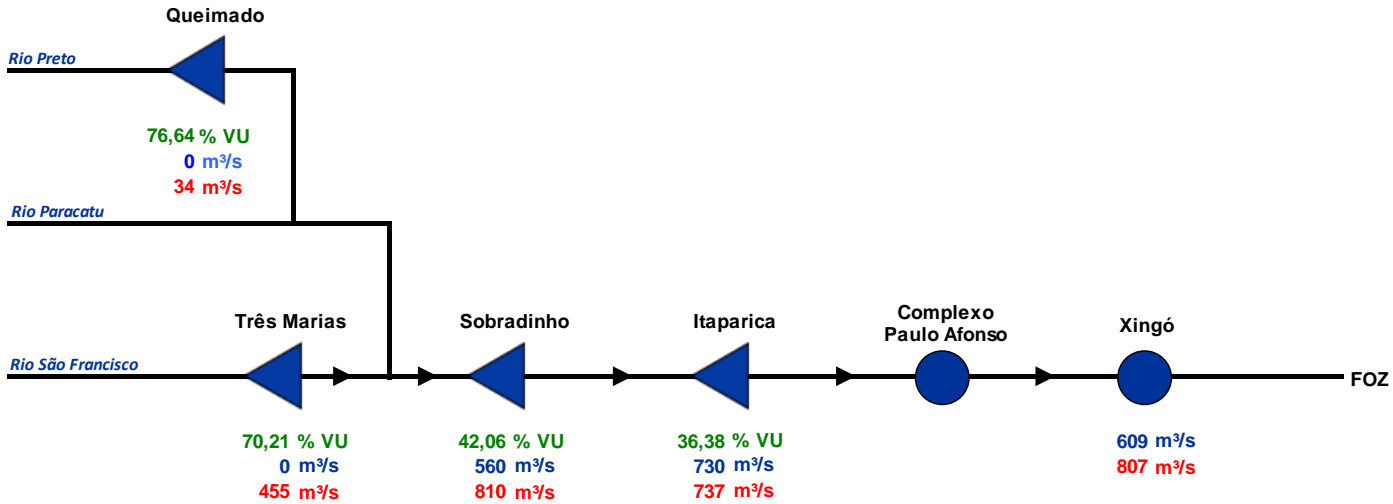 Queimado
Rio Preto
76,64 % VU
0 m³/s
34 m³/s
Rio Paracatu
Três Marias
Sobradinho
Itaparica
Complexo
Paulo Afonso
Xingó
Rio São Francisco
FOZ
70,21 % VU
0 m³/s
455 m³/s
42,06 % VU
560 m³/s
810 m³/s
36,38 % VU
730 m³/s
737 m³/s
609 m³/s
807 m³/s